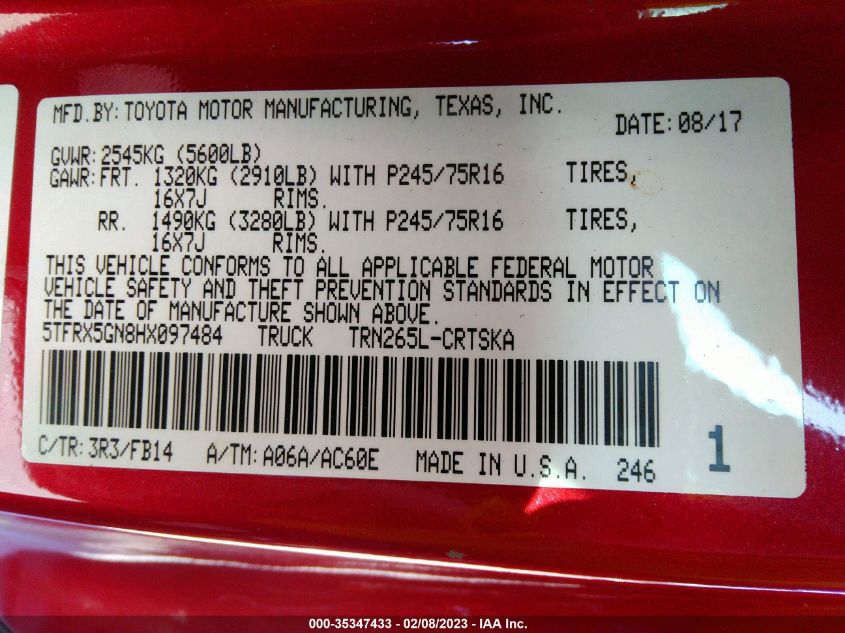 MFD.BY: TOYOTA MOTOR MANUFACTURING, TEXAS, INC.
DATE: 08/17
GVWR: 2545KG (5600LB)
GAWR: FRT. 1320KG (2910LB) WITH P245/75R16 TIRES,
16X7J RIMS.
RR. 1490KG (3280LB) WITH P245/75R16 TIRES,
16X7J RIMS.
THIS VEHICLE CONFORMS TO ALL APPLICABLE FEDERAL MOTOR
VEHICLE SAFETY AND THEFT PREVENTION STANDARDS IN EFFECT ON
THE DATE OF MANUFACTURE SHOWN ABOVE.
5TFRX5GN8HX097484 TRUCK TRN265L-CRTSKA
C/TR: 3R3/FB14 A/TM: A06A/AC60E MADE IN U.S.A. 246 1
000-35347433 - 02/08/2023 - IAA Inc.